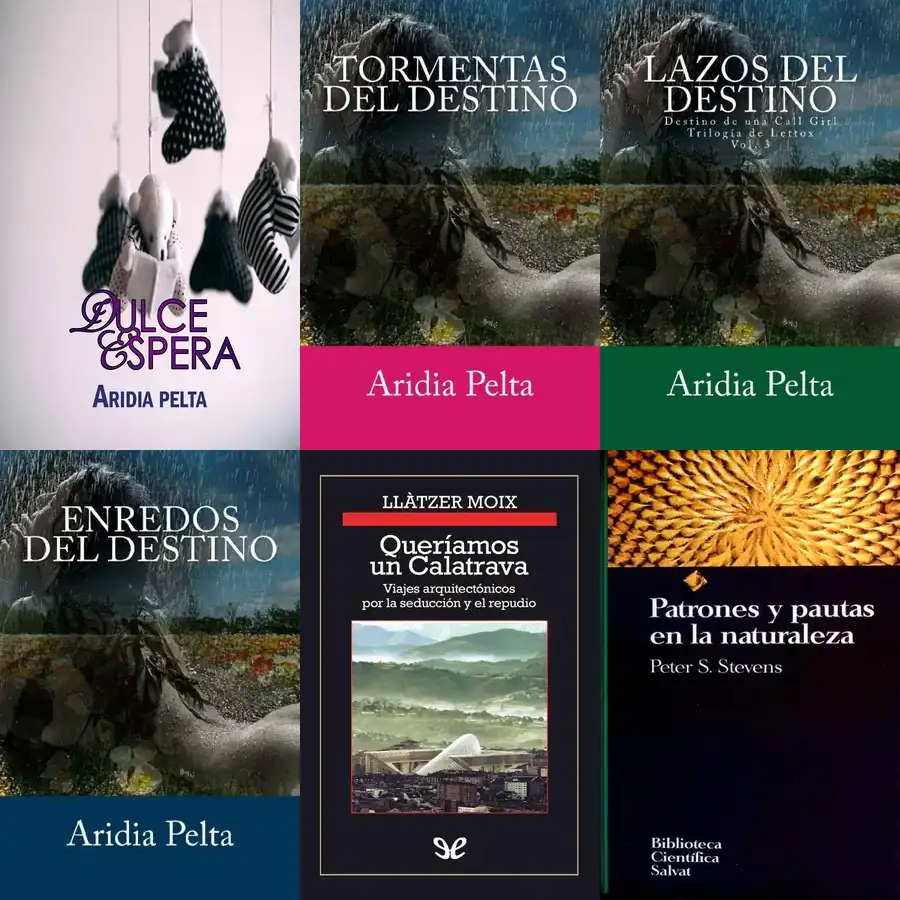 DULCE
ESPERA
ARIDIA PELTA
TORMENTAS
DEL DESTINO
Aridia Pelta
LAZOS DEL
DESTINO
Destino de una Call Girl
Trilogía de Lettox
Vol. 3
Aridia Pelta
ENREDOS
DEL DESTINO
Aridia Pelta
LLÀTZER MOIX
Queríamos
un Calatrava
Viajes arquitectónicos
por la seducción y el repudio
Patrones y pautas
en la naturaleza
Peter S. Stevens
Biblioteca
Científica
Salvat